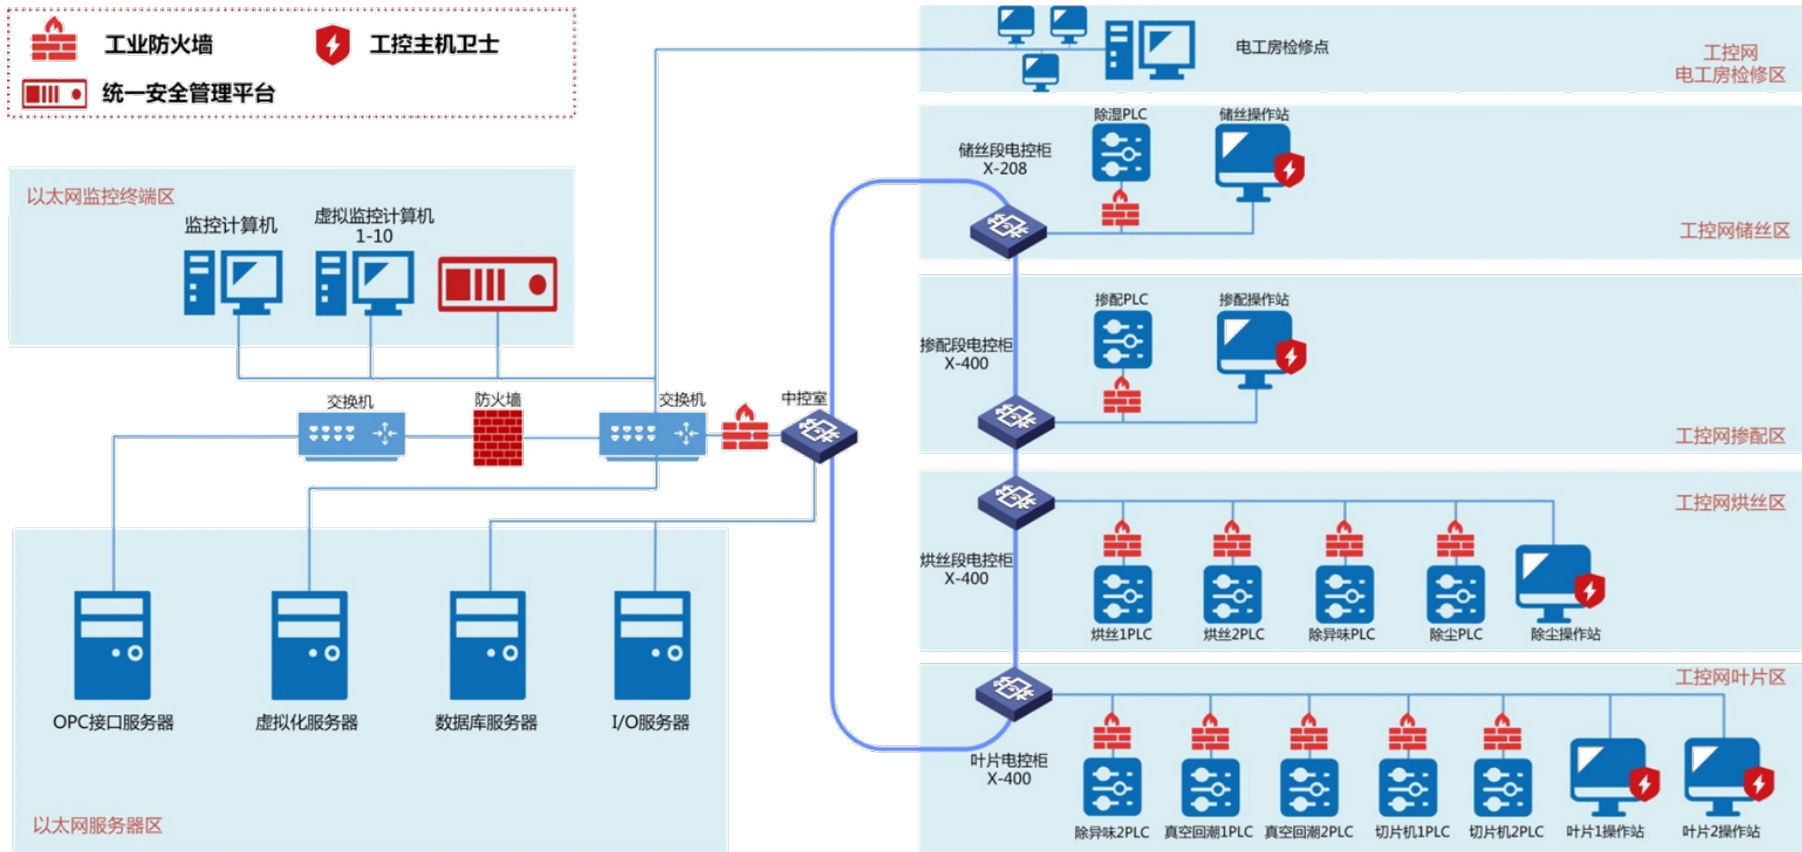 工业防火墙
工控主机卫士
统一安全管理平台
以太网监控终端区
监控计算机
虚拟监控计算机
1-10
交换机
防火墙
交换机
中控室
OPC接口服务器
虚拟化服务器
数据库服务器
I/O服务器
以太网服务器区
电工房检修点
工控网
电工房检修区
储丝段电控柜
X-208
除湿PLC
储丝操作站
工控网储丝区
掺配段电控柜
X-400
掺配PLC
掺配操作站
工控网掺配区
烘丝段电控柜
X-400
工控网烘丝区
烘丝1PLC
烘丝2PLC
除异味PLC
除尘PLC
除尘操作站
工控网叶片区
叶片电控柜
X-400
除异味2PLC
真空回潮1PLC
真空回潮2PLC
切片机1PLC
切片机2PLC
叶片1操作站
叶片2操作站